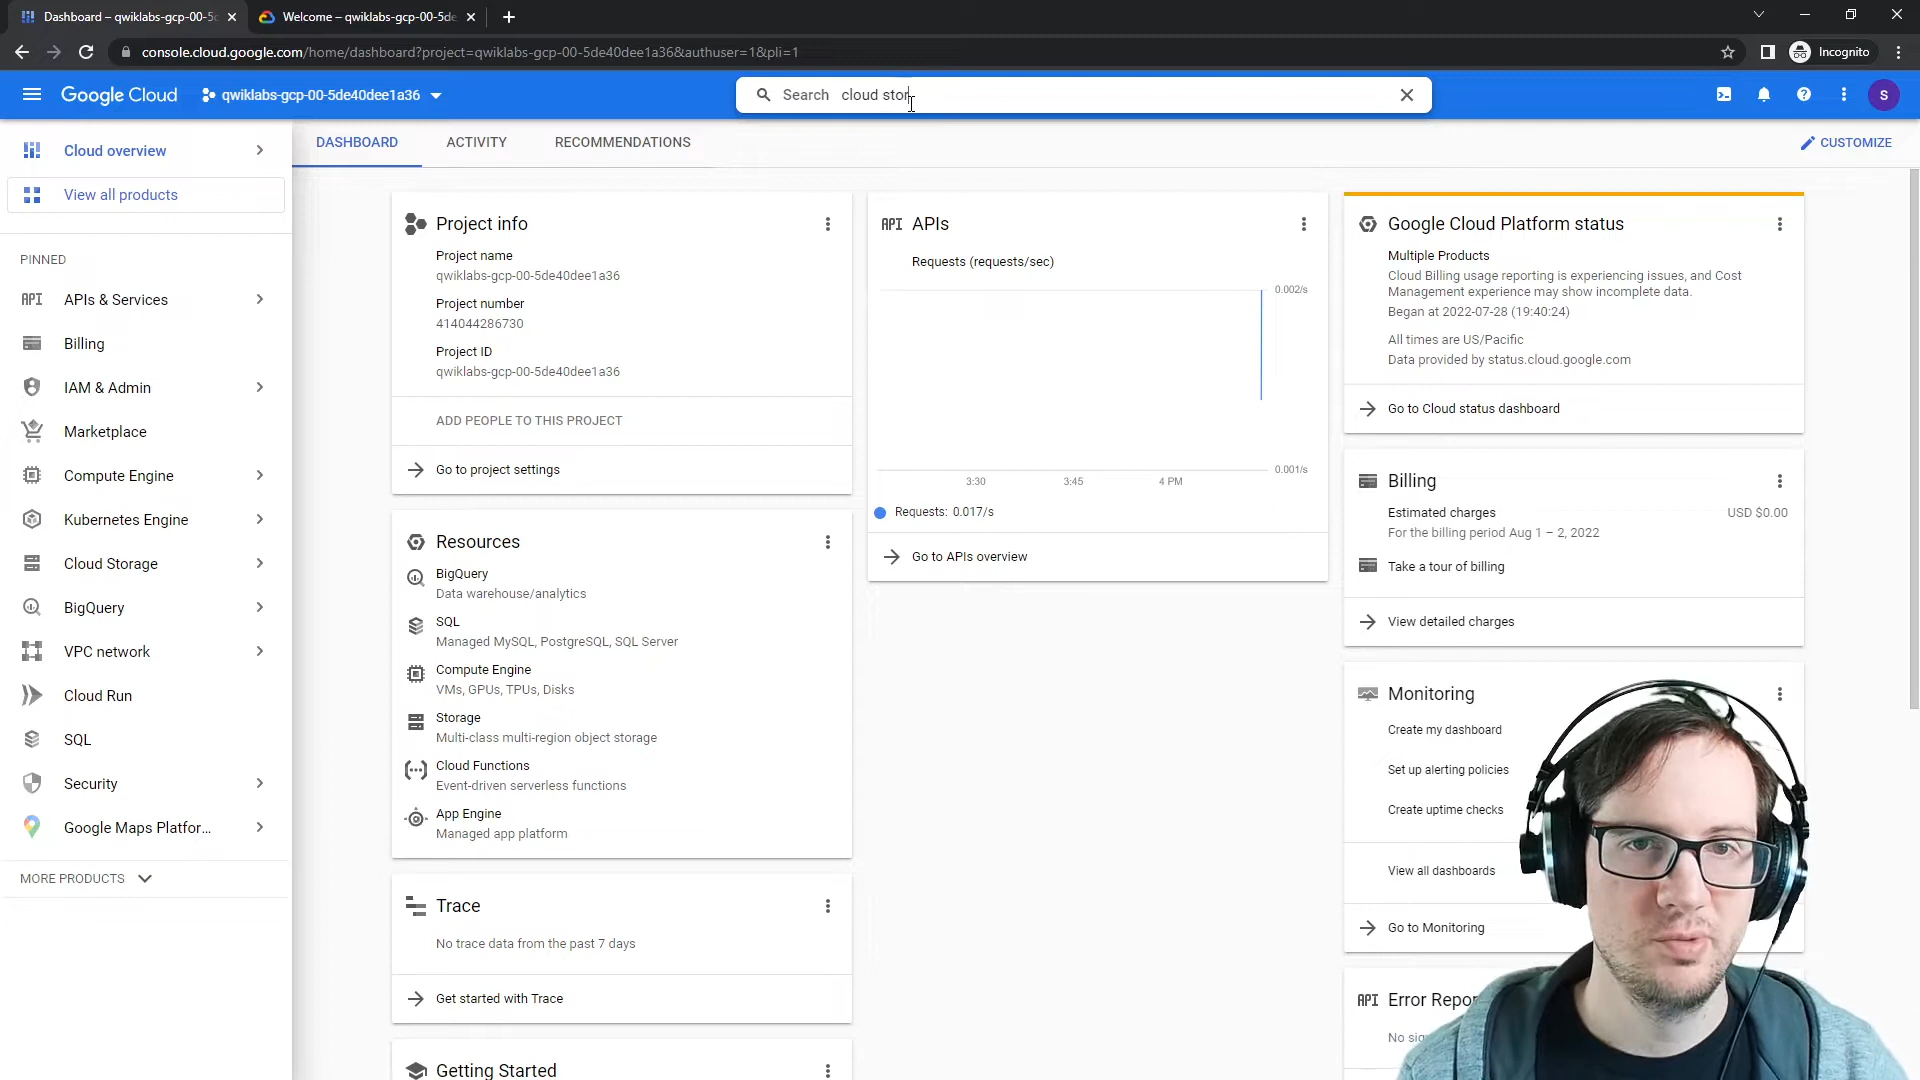 Dashboard – qwiklabs-gcp-00-5c
Welcome – qwiklabs-gcp-00-5de
console.cloud.google.com/home/dashboard?project=qwiklabs-gcp-00-5de40dee1a36&authuser=1&pli=1
Incognito
Google Cloud
qwiklabs-gcp-00-5de40dee1a36
Search cloud stor
S
Cloud overview
View all products
PINNED
APIs & Services
Billing
IAM & Admin
Marketplace
Compute Engine
Kubernetes Engine
Cloud Storage
BigQuery
VPC network
Cloud Run
SQL
Security
Google Maps Platfor...
MORE PRODUCTS
DASHBOARD
ACTIVITY
RECOMMENDATIONS
CUSTOMIZE
Project info
Project name
qwiklabs-gcp-00-5de40dee1a36
Project number
414044286730
Project ID
qwiklabs-gcp-00-5de40dee1a36
ADD PEOPLE TO THIS PROJECT
Go to project settings
Resources
BigQuery
Data warehouse/analytics
SQL
Managed MySQL, PostgreSQL, SQL Server
Compute Engine
VMs, GPUs, TPUs, Disks
Storage
Multi-class multi-region object storage
Cloud Functions
Event-driven serverless functions
App Engine
Managed app platform
Trace
No trace data from the past 7 days
Get started with Trace
Getting Started
API APIs
Requests (requests/sec)
0.002/s
0.001/s
3:30 3:45 4 PM
Requests: 0.017/s
Go to APIs overview
Google Cloud Platform status
Multiple Products
Cloud Billing usage reporting is experiencing issues, and Cost
Management experience may show incomplete data.
Began at 2022-07-28 (19:40:24)
All times are US/Pacific
Data provided by status.cloud.google.com
Go to Cloud status dashboard
Billing
Estimated charges USD $0.00
For the billing period Aug 1 – 2, 2022
Take a tour of billing
View detailed charges
Monitoring
Create my dashboard
Set up alerting policies
Create uptime checks
View all dashboards
Go to Monitoring
API Error Repor
No sig